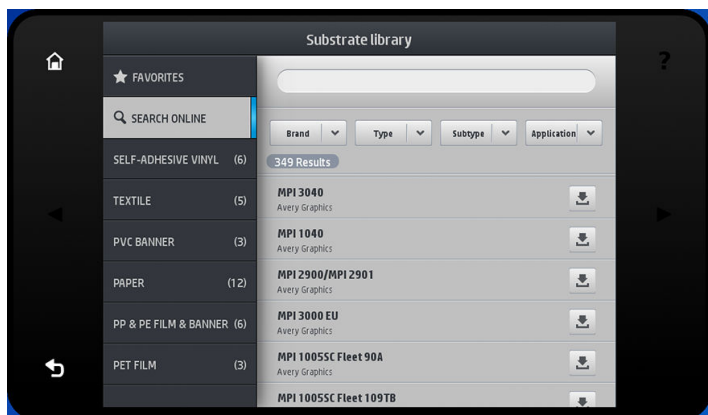 Substrate library
?
FAVORITES
SEARCH ONLINE
SELF-ADHESIVE VINYL (6)
TEXTILE (5)
PVC BANNER (3)
PAPER (12)
PP & PE FILM & BANNER (6)
PET FILM (3)
Brand Type Subtype Application
349 Results
MPI 3040
Avery Graphics
MPI 1040
Avery Graphics
MPI 2900/MPI 2901
Avery Graphics
MPI 3000 EU
Avery Graphics
MPI 1005SC Fleet 90A
Avery Graphics
MPI 1005SC Fleet 109TB